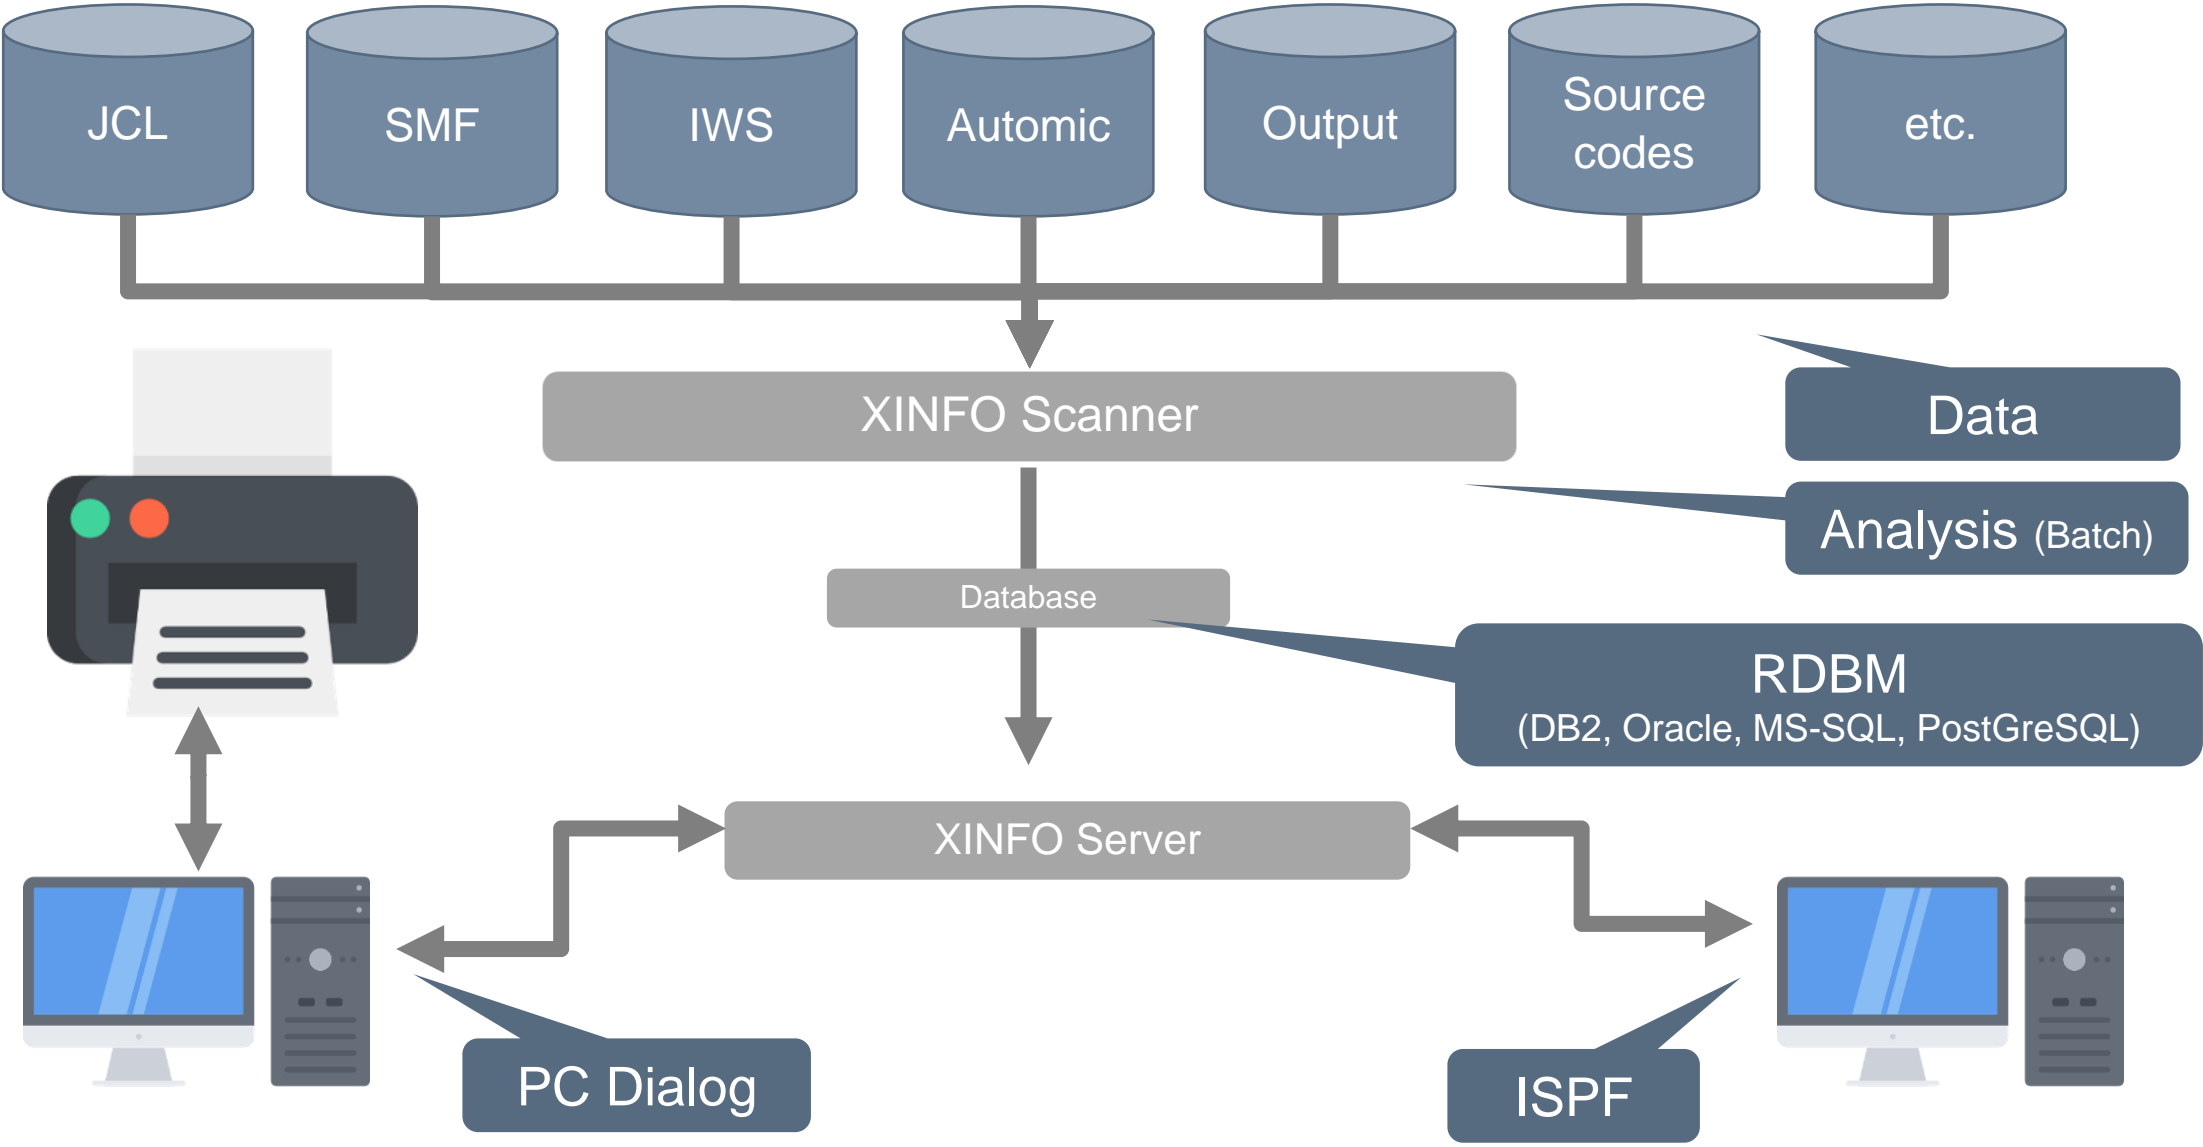 JCL
SMF
IWS
Automic
Output
Source
codes
etc.
XINFO Scanner
Data
Analysis (Batch)
Database
RDBM
(DB2, Oracle, MS-SQL, PostGreSQL)
XINFO Server
PC Dialog
ISPF